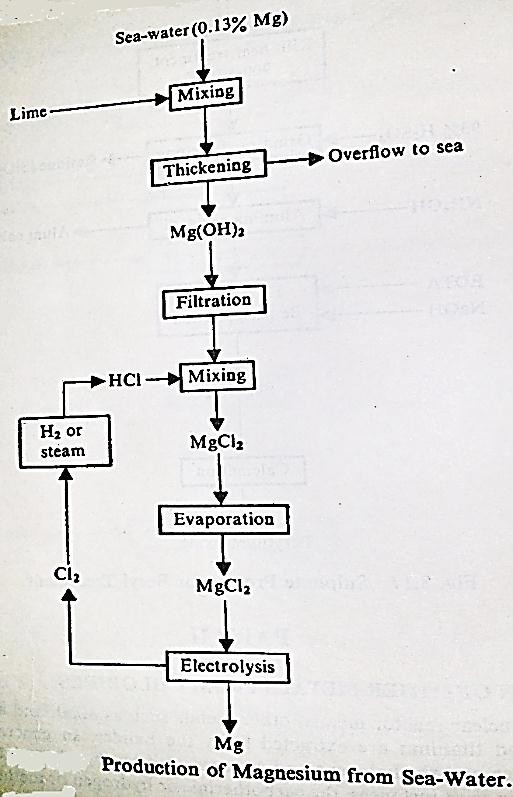 Sea-water (0.13% Mg)
Lime
Mixing
Thickening
Overflow to sea
Mg(OH)₂
Filtration
HCl
Mixing
H₂ or
steam
MgCl₂
Evaporation
Cl₂
MgCl₂
Electrolysis
Mg
Production of Magnesium from Sea-Water.